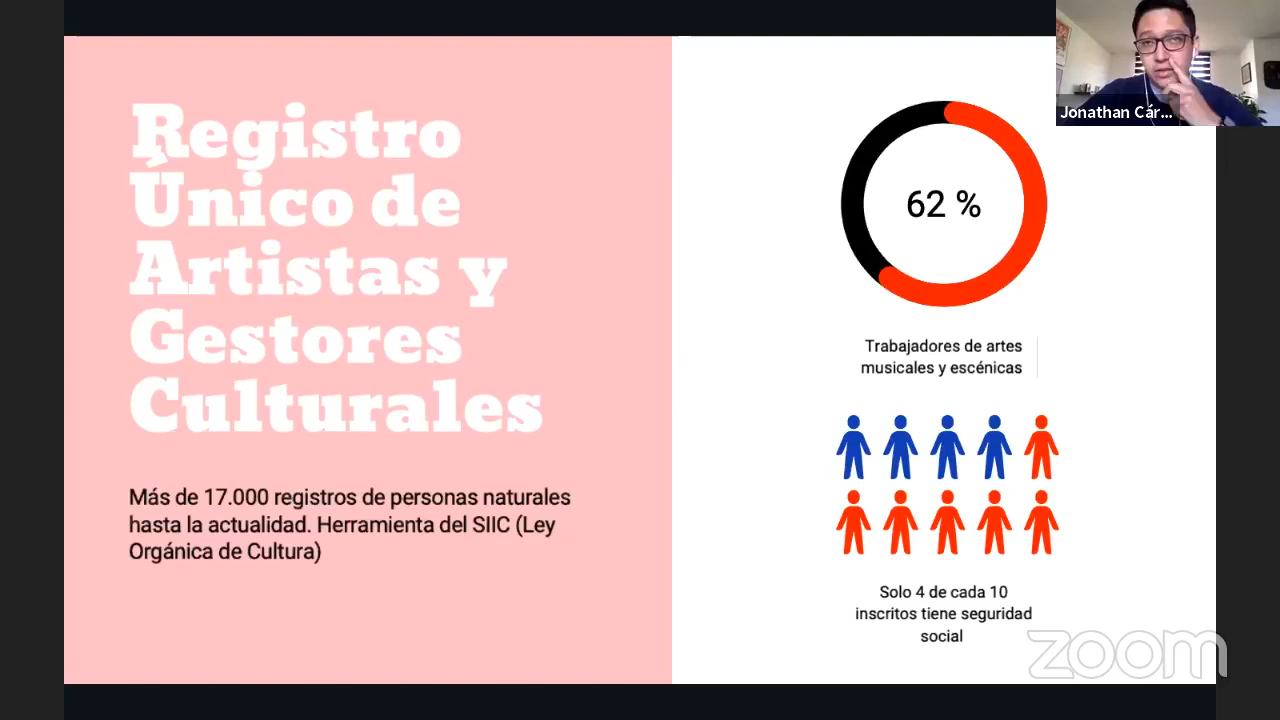 Registro
Único de
Artistas y
Gestores
Culturales
Más de 17.000 registros de personas naturales
hasta la actualidad. Herramienta del SIIC (Ley
Orgánica de Cultura)
62 %
Trabajadores de artes
musicales y escénicas
Solo 4 de cada 10
inscritos tiene seguridad
social
Jonathan Cár...
zoom